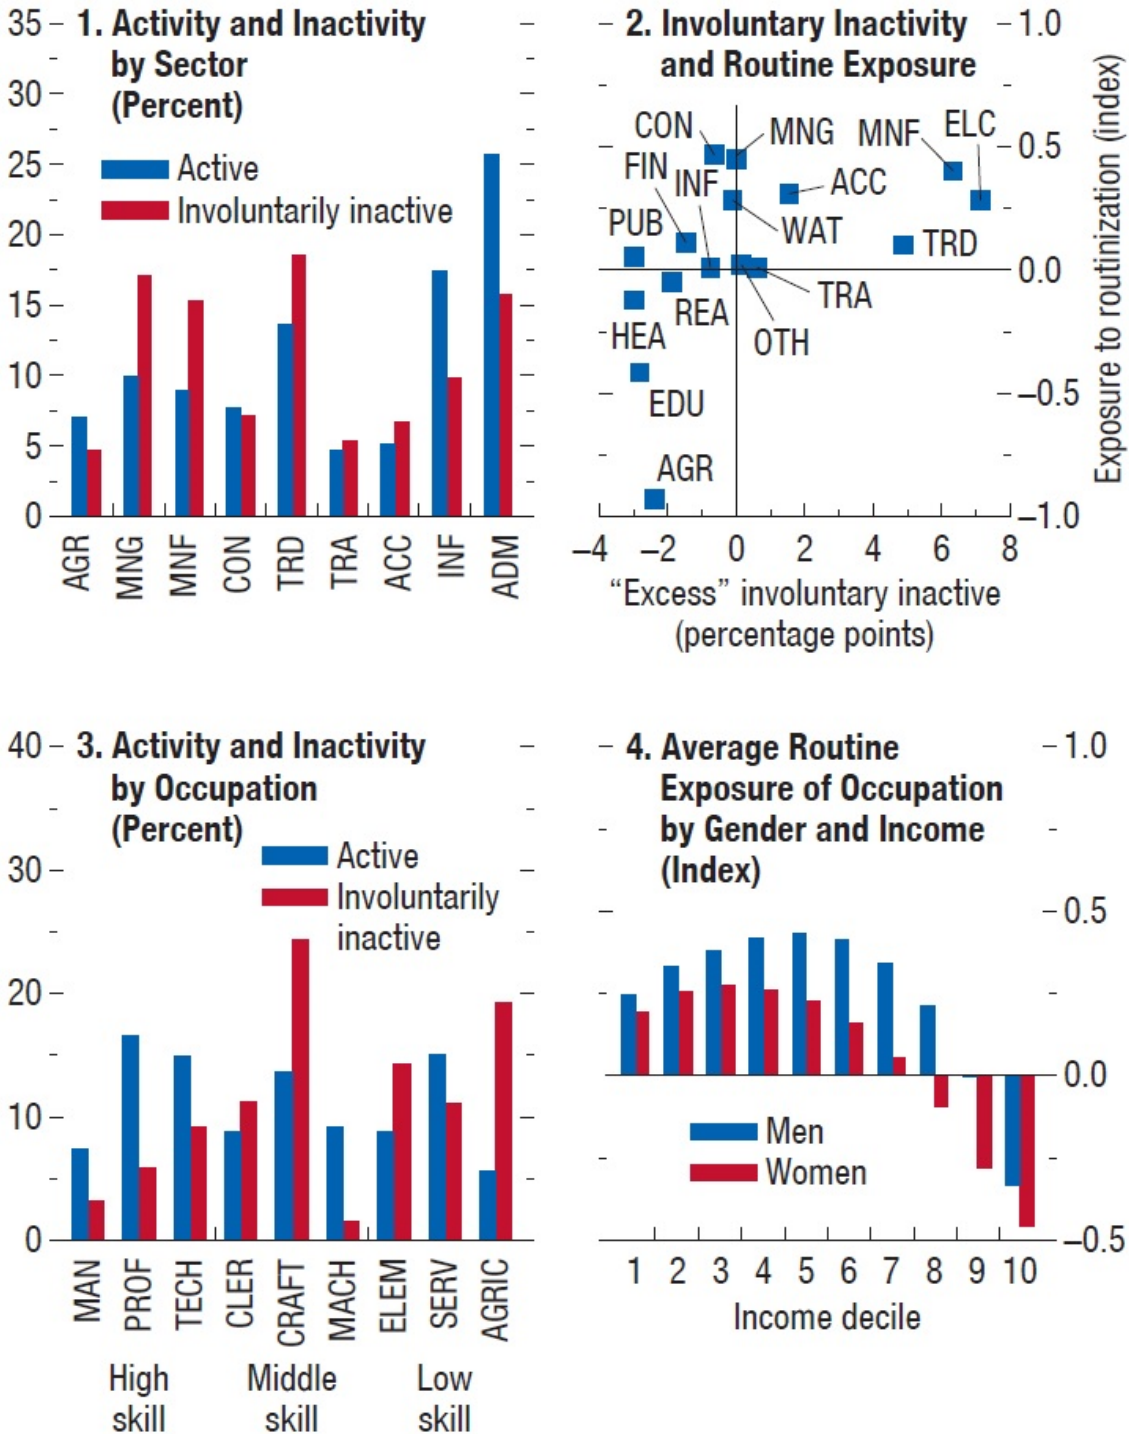 1. Activity and Inactivity
by Sector
(Percent)
Active
Involuntarily inactive
35
30
25
20
15
10
5
0
AGR
MNG
MNF
CON
TRD
TRA
ACC
INF
ADM
2. Involuntary Inactivity
and Routine Exposure
CON
MNG
MNF
ELC
FIN
INF
ACC
PUB
WAT
TRD
REA
TRA
HEA
OTH
EDU
AGR
1.0
0.5
0.0
–0.5
–1.0
Exposure to routinization (index)
–4 –2 0 2 4 6 8
“Excess” involuntary inactive
(percentage points)
3. Activity and Inactivity
by Occupation
(Percent)
Active
Involuntarily
inactive
40
30
20
10
0
MAN
PROF
TECH
CLER
CRAFT
MACH
ELEM
SERV
AGRIC
High
skill
Middle
skill
Low
skill
4. Average Routine
Exposure of Occupation
by Gender and Income
(Index)
1.0
0.5
0.0
–0.5
Men
Women
1 2 3 4 5 6 7 8 9 10
Income decile